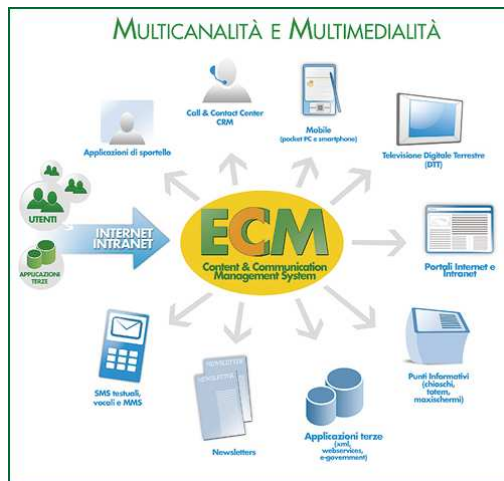 MULTICANALITÀ E MULTIMEDIALITÀ
Call & Contact Center
CRM
Mobile
(pocket PC e smartphone)
Applicazioni di sportello
Televisione Digitale Terrestre
(DTT)
UTENTI
INTERNET
INTRANET
APPLICAZIONI
TERZE
ECM
Content & Communication
Management System
Portali Internet e
Intranet
SMS testuali,
vocali e MMS
NEWSLETTER
NEWSLETTER
Newsletters
Applicazioni terze
(xml,
webservices,
e-government)
Punti Informativi
(chioschi,
totem,
maxischermi)